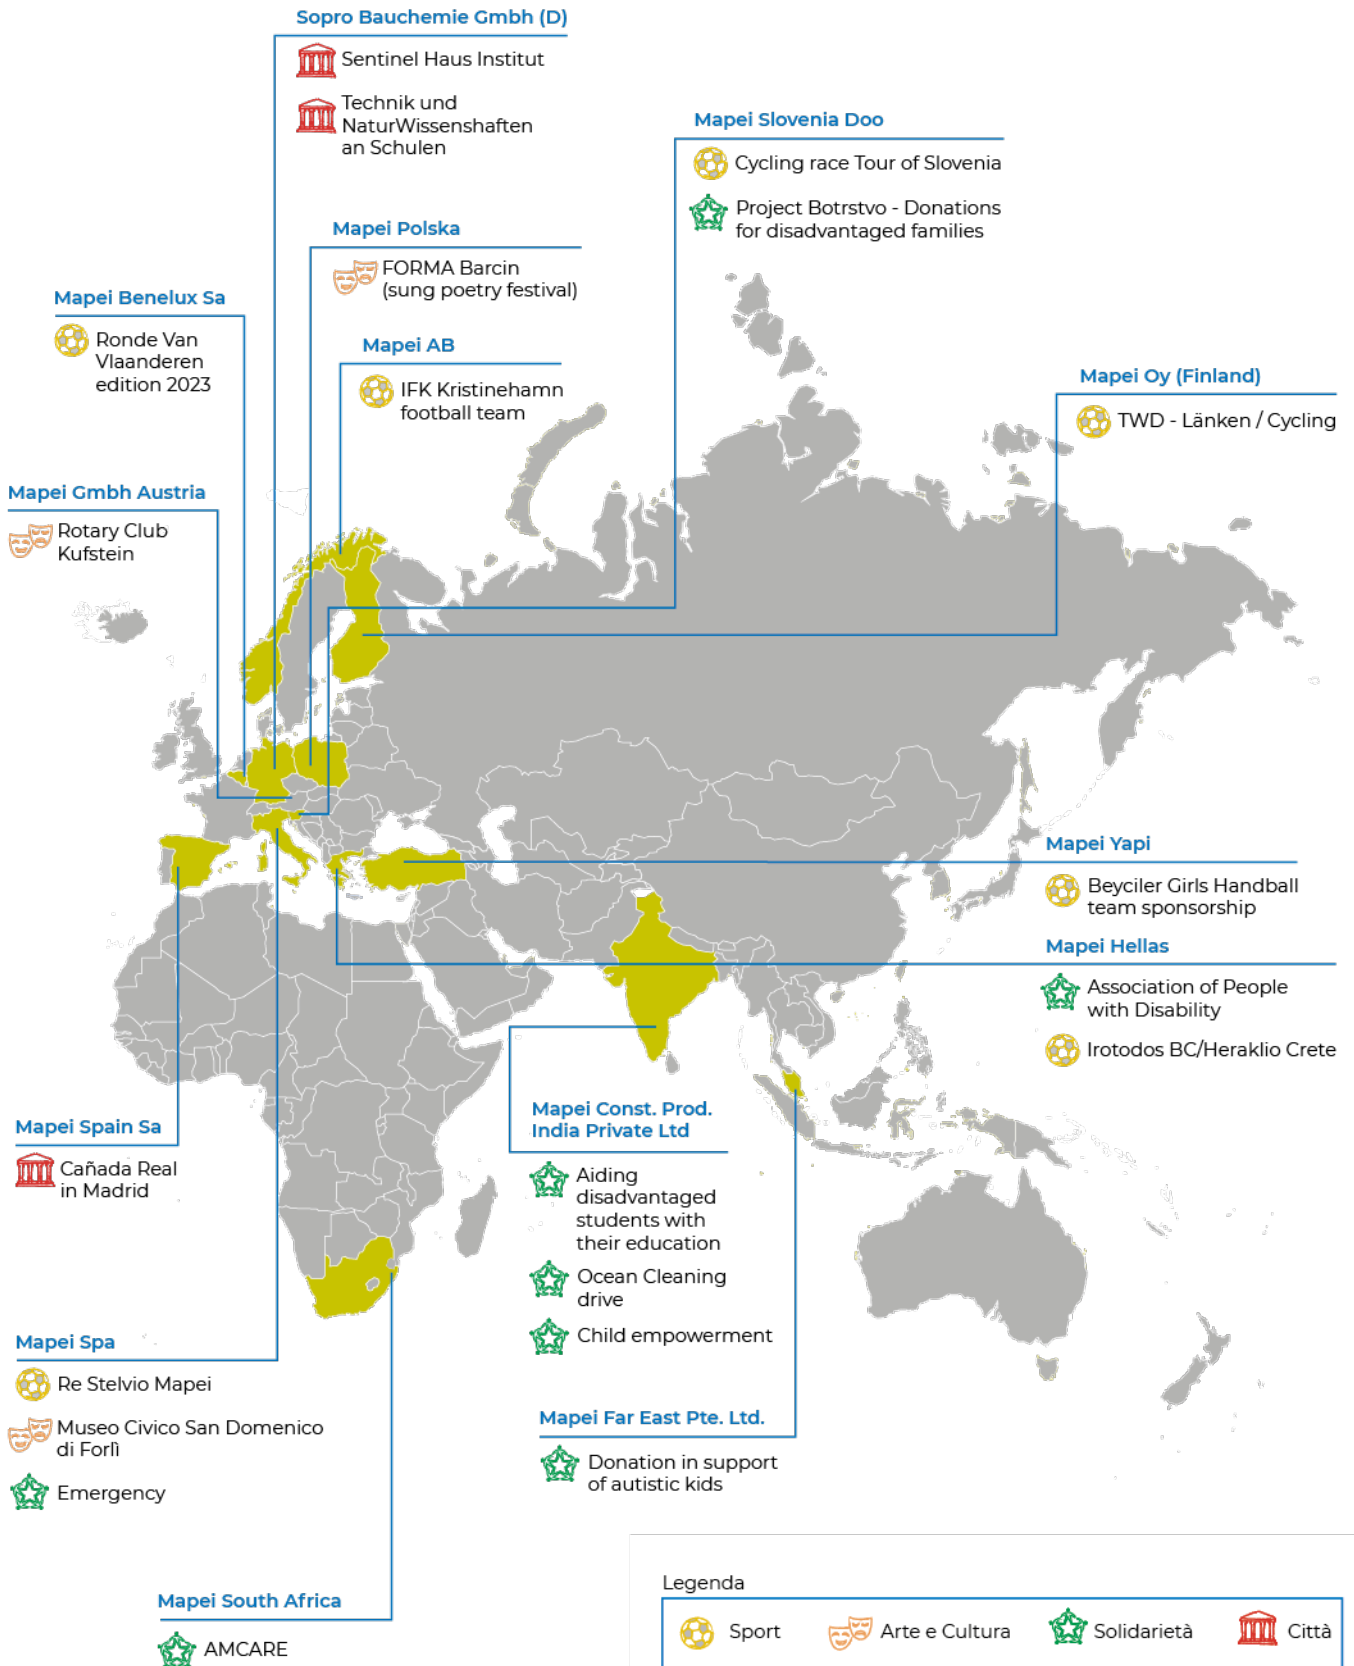 Sopro Bauchemie Gmbh (D)
Sentinel Haus Institut
Technik und
NaturWissenshaften
an Schulen
Mapei Slovenia Doo
Cycling race Tour of Slovenia
Project Botrstvo - Donations
for disadvantaged families
Mapei Polska
FORMA Barcin
(sung poetry festival)
Mapei Benelux Sa
Ronde Van
Vlaanderen
edition 2023
Mapei AB
IFK Kristinehamn
football team
Mapei Oy (Finland)
TWD - Länken / Cycling
Mapei Gmbh Austria
Rotary Club
Kufstein
Mapei Yapi
Beyciler Girls Handball
team sponsorship
Mapei Hellas
Association of People
with Disability
Irotodos BC/Heraklio Crete
Mapei Spain Sa
Cañada Real
in Madrid
Mapei Const. Prod.
India Private Ltd
Aiding
disadvantaged
students with
their education
Ocean Cleaning
drive
Child empowerment
Mapei Spa
Re Stelvio Mapei
Museo Civico San Domenico
di Forlì
Emergency
Mapei Far East Pte. Ltd.
Donation in support
of autistic kids
Mapei South Africa
AMCARE
Legenda
Sport
Arte e Cultura
Solidarietà
Città